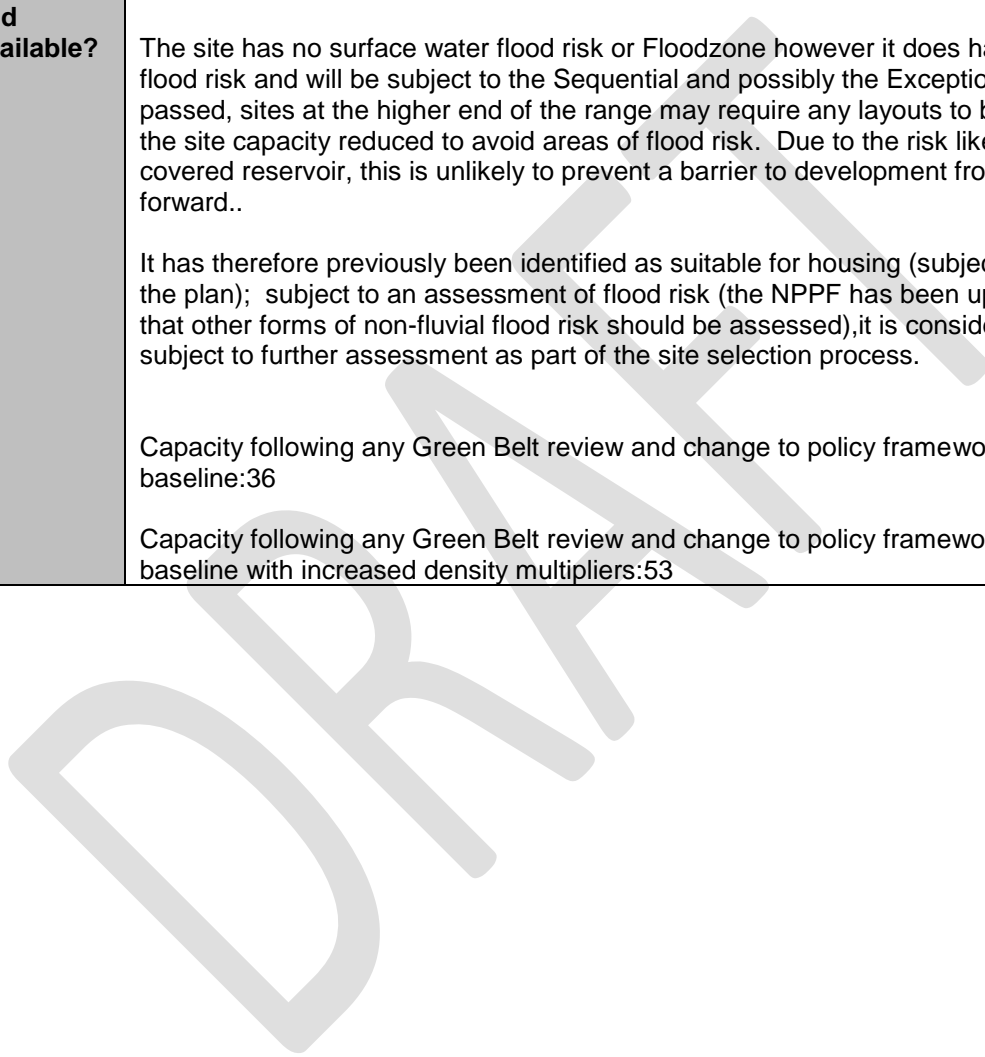 d
ailable?
The site has no surface water flood risk or Floodzone however it does ha
flood risk and will be subject to the Sequential and possibly the Exceptio
passed, sites at the higher end of the range may require any layouts to b
the site capacity reduced to avoid areas of flood risk.  Due to the risk like
covered reservoir, this is unlikely to prevent a barrier to development fro
forward..
It has therefore previously been identified as suitable for housing (subjec
the plan);  subject to an assessment of flood risk (the NPPF has been up
that other forms of non-fluvial flood risk should be assessed),it is conside
subject to further assessment as part of the site selection process.
Capacity following any Green Belt review and change to policy framewo
baseline:36
Capacity following any Green Belt review and change to policy framewo
baseline with increased density multipliers:53
DRAFT